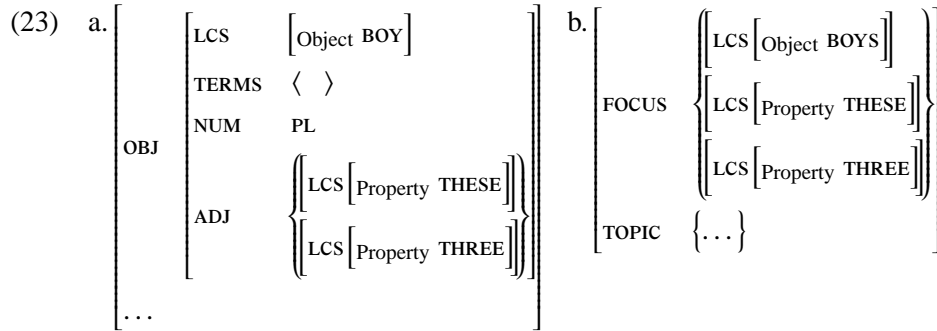 (23) a. LCS [Object BOY] b. LCS [Object BOYS]
TERMS ⟨ ⟩
NUM PL FOCUS LCS [Property THESE]
OBJ
LCS [Property THESE] LCS [Property THREE]
ADJ
LCS [Property THREE] TOPIC {...}
...